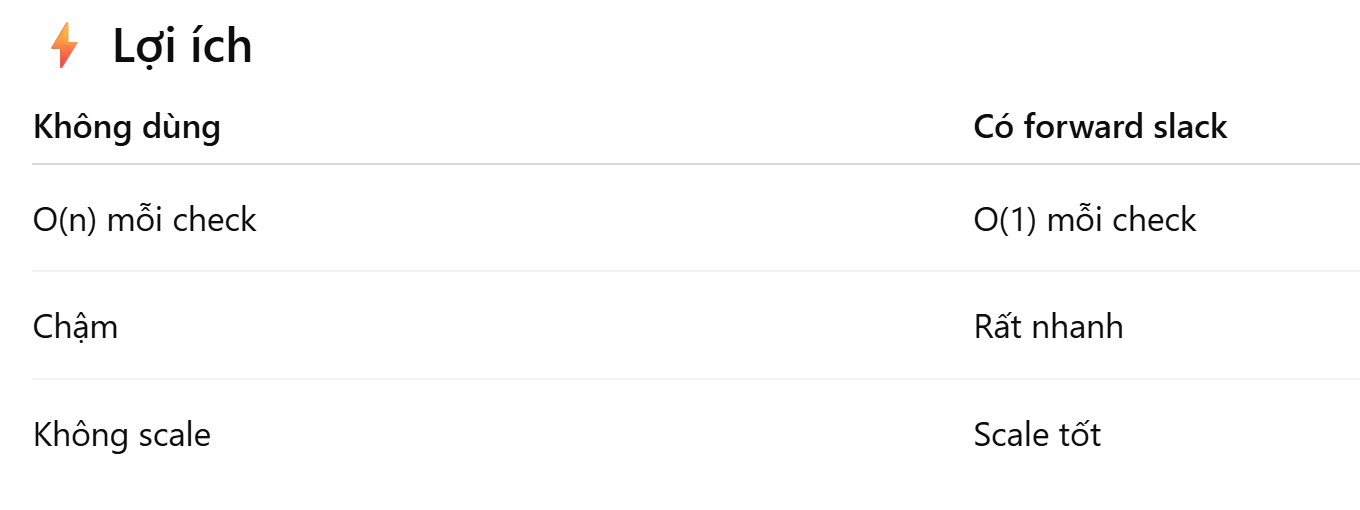 ⚡ Lợi ích
Không dùng Có forward slack
O(n) mỗi check O(1) mỗi check
Chậm Rất nhanh
Không scale Scale tốt